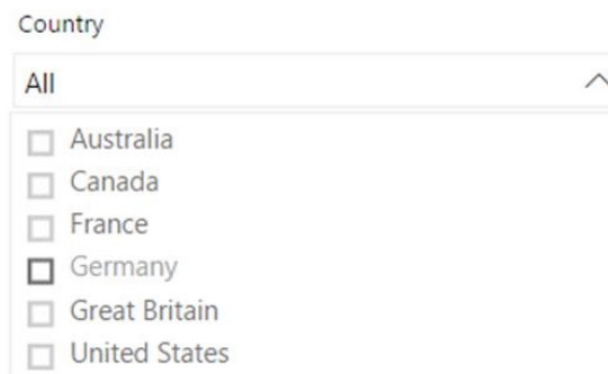 Country
All
Australia
Canada
France
Germany
Great Britain
United States